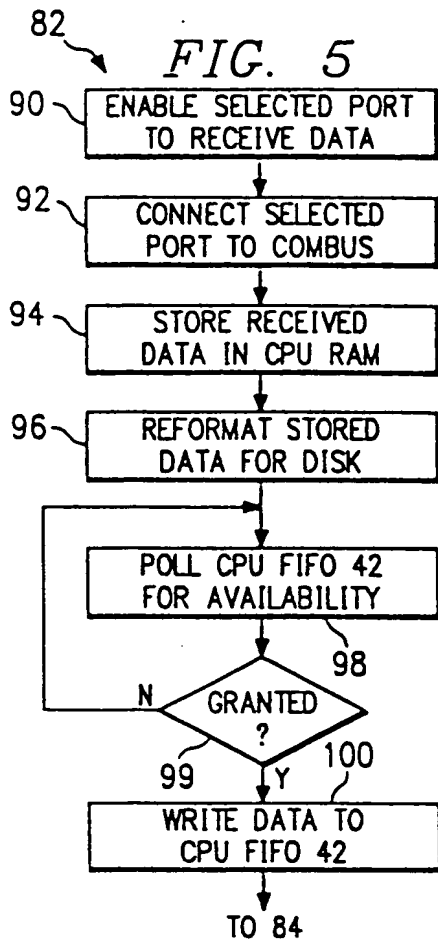 82
FIG. 5
90
ENABLE SELECTED PORT
TO RECEIVE DATA
92
CONNECT SELECTED
PORT TO COMBUS
94
STORE RECEIVED
DATA IN CPU RAM
96
REFORMAT STORED
DATA FOR DISK
POLL CPU FIFO 42
FOR AVAILABILITY
98
N
GRANTED
?
99
Y
100
WRITE DATA TO
CPU FIFO 42
TO 84